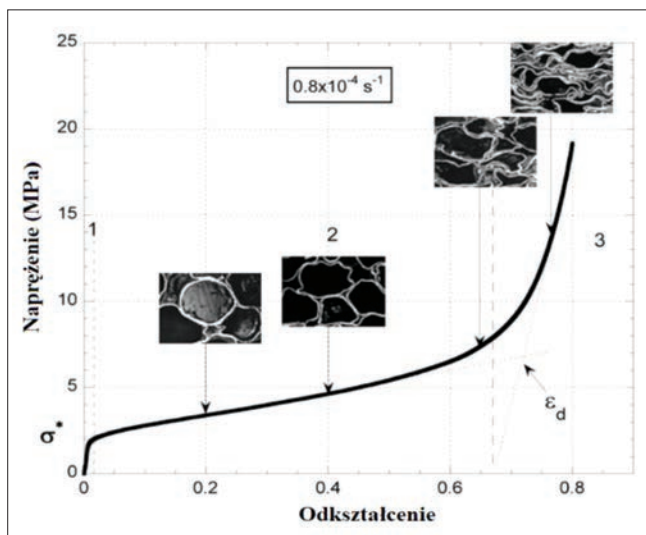 25
20
15
10
5
0
Naprężenie (MPa)
0.8x10⁻⁴ s⁻¹
1
2
3
σ*
ε_d
0
0.2
0.4
0.6
0.8
Odkształcenie